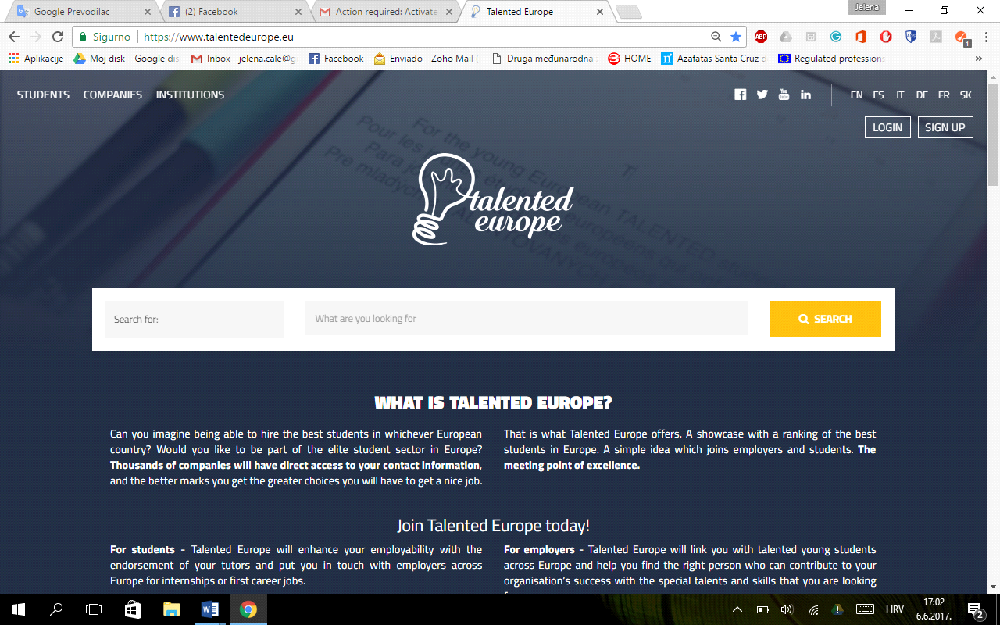 Google Prevodilac
(2) Facebook
Action required: Activate
Talented Europe
Jelena
Sigurno
https://www.talentedeurope.eu
ABP
1
Aplikacije
Moj disk – Google dis
Inbox - jelena.cale@g
Facebook
Enviado - Zoho Mail (
Druga međunarodna
HOME
Azafatas Santa Cruz d
Regulated professions
»
STUDENTS COMPANIES INSTITUTIONS
EN ES IT DE FR SK
LOGIN SIGN UP
For the young European TALENTED
talented
europe
Search for:
What are you looking for
SEARCH
WHAT IS TALENTED EUROPE?
Can you imagine being able to hire the best students in whichever European
country? Would you like to be part of the elite student sector in Europe?
Thousands of companies will have direct access to your contact information,
and the better marks you get the greater choices you will have to get a nice job.
That is what Talented Europe offers. A showcase with a ranking of the best
students in Europe. A simple idea which joins employers and students. The
meeting point of excellence.
Join Talented Europe today!
For students - Talented Europe will enhance your employability with the
endorsement of your tutors and put you in touch with employers across
Europe for internships or first career jobs.
For employers - Talented Europe will link you with talented young students
across Europe and help you find the right person who can contribute to your
organisation's success with the special talents and skills that you are looking
HRV
17:02
6.6.2017.
2